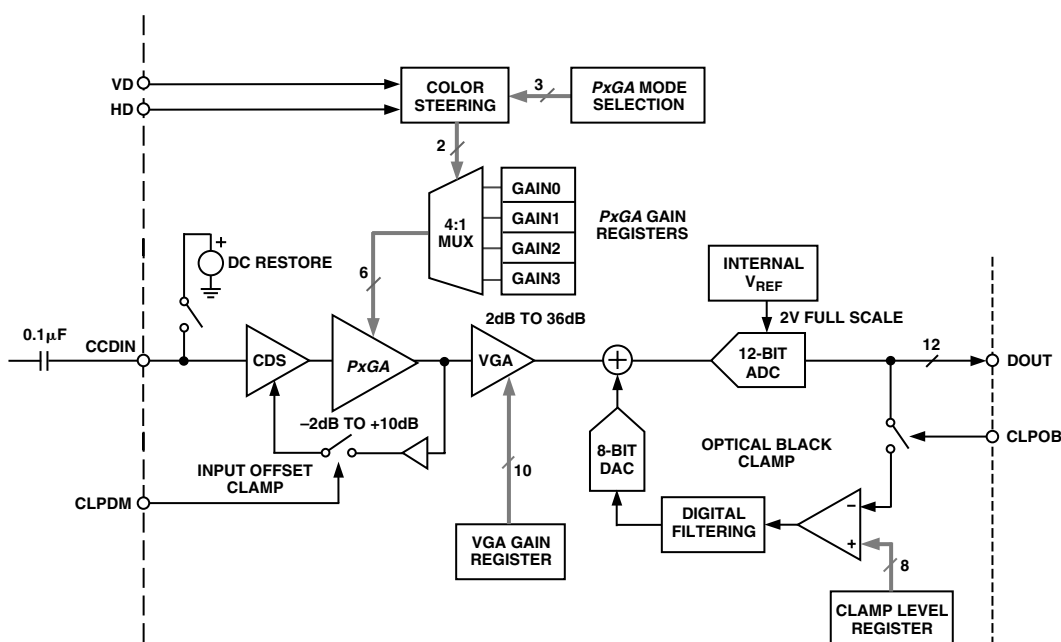 VD
HD
COLOR
STEERING
3
PxGA MODE
SELECTION
2
4:1
MUX
GAIN0
GAIN1
GAIN2
GAIN3
PxGA GAIN
REGISTERS
6
+
DC RESTORE
INTERNAL
VREF
2dB TO 36dB
2V FULL SCALE
0.1μF
CCDIN
CDS
PxGA
VGA
+
12-BIT
ADC
12
DOUT
–2dB TO +10dB
INPUT OFFSET
CLAMP
CLPDM
10
VGA GAIN
REGISTER
8-BIT
DAC
OPTICAL BLACK
CLAMP
CLPOB
DIGITAL
FILTERING
–
+
8
CLAMP LEVEL
REGISTER